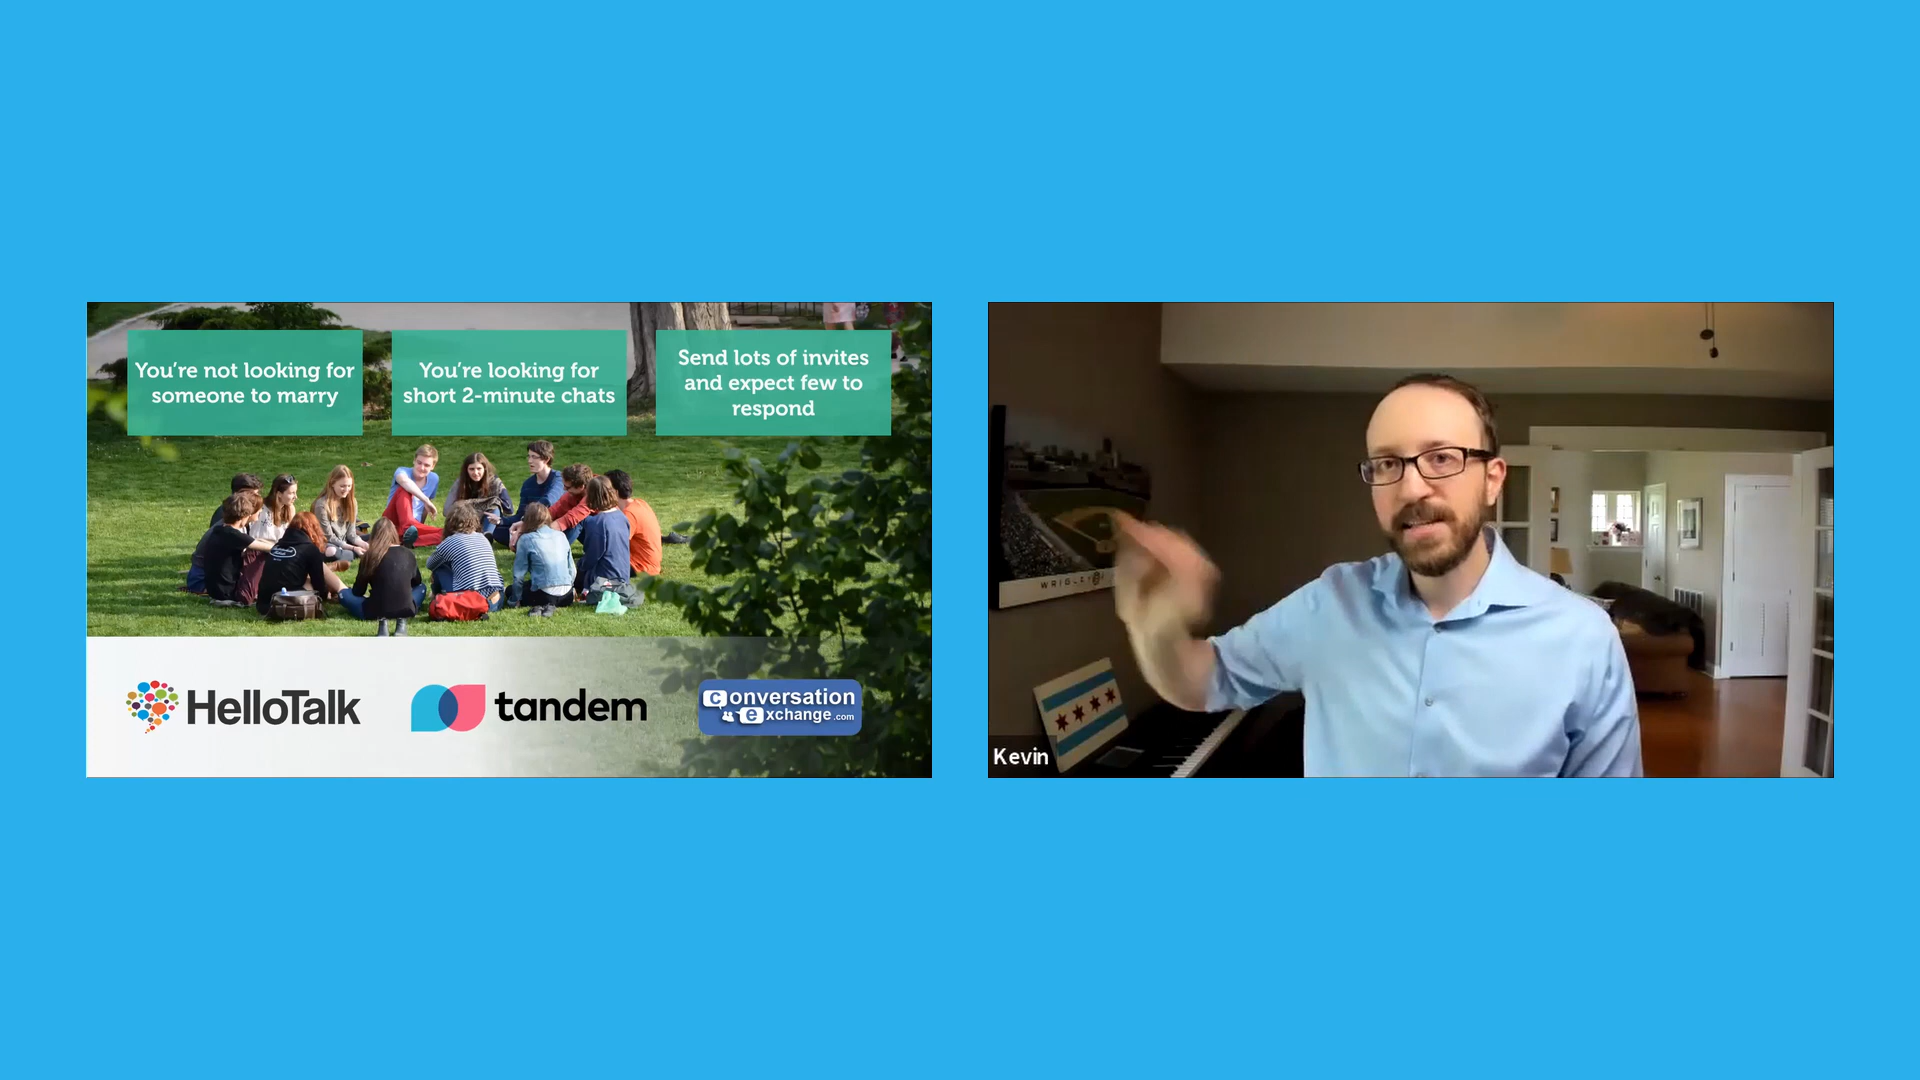 You're not looking for
someone to marry
You're looking for
short 2-minute chats
Send lots of invites
and expect few to
respond
HelloTalk
tandem
conversation
exchange.com
Kevin